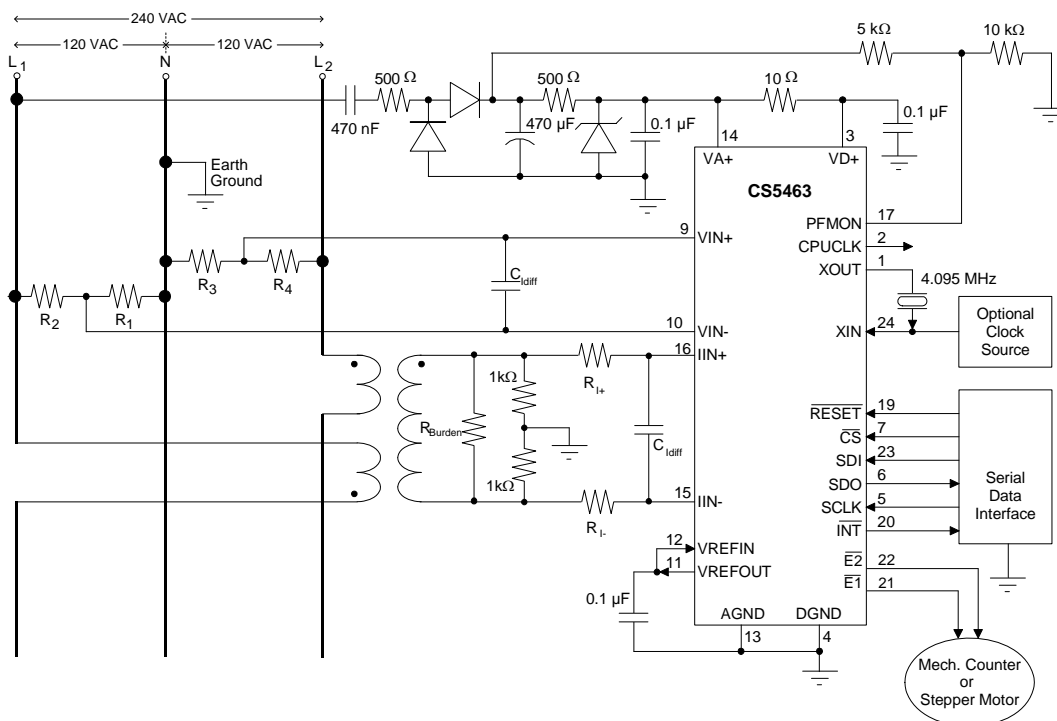 240 VAC
120 VAC
120 VAC
L1
N
L2
5 kΩ
10 kΩ
500 Ω
500 Ω
10 Ω
470 nF
470 µF
0.1 µF
0.1 µF
14
3
VA+
VD+
CS5463
Earth
Ground
PFMON
17
CPUCLK
2
XOUT
1
4.095 MHz
XIN
24
Optional
Clock
Source
9
VIN+
R3
R4
CIdiff
R2
R1
10
VIN-
16
IIN+
RI+
1kΩ
RBurden
CIdiff
1kΩ
15
IIN-
RI-
RESET
19
CS
7
SDI
23
SDO
6
SCLK
5
INT
20
Serial
Data
Interface
12
VREFIN
11
VREFOUT
E2
22
E1
21
0.1 µF
AGND
DGND
13
4
Mech. Counter
or
Stepper Motor